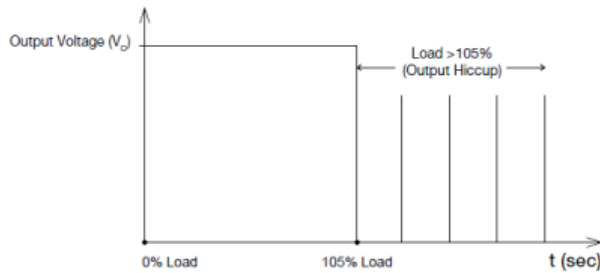 Output Voltage (Vo)
Load >105%
(Output Hiccup)
0% Load
105% Load
t (sec)